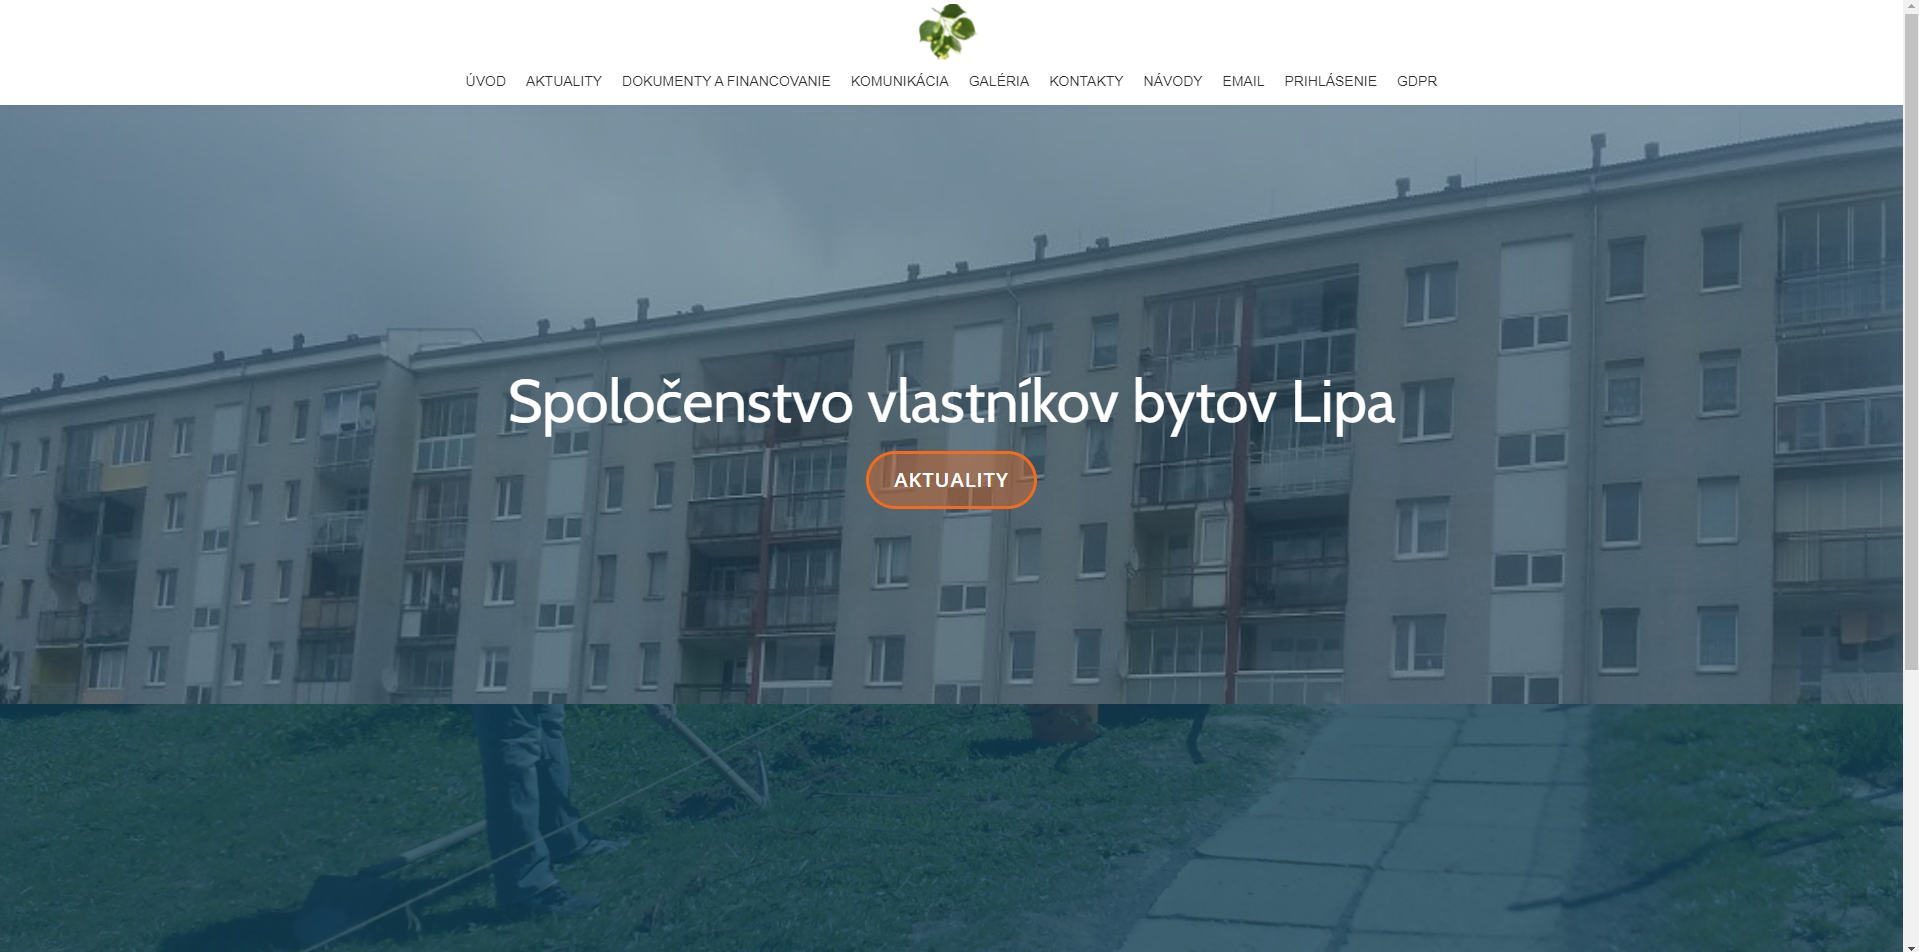 ÚVOD AKTUALITY DOKUMENTY A FINANCOVANIE KOMUNIKÁCIA GALÉRIA KONTAKTY NÁVODY EMAIL PRIHLÁSENIE GDPR
Spoločenstvo vlastníkov bytov Lipa
AKTUALITY